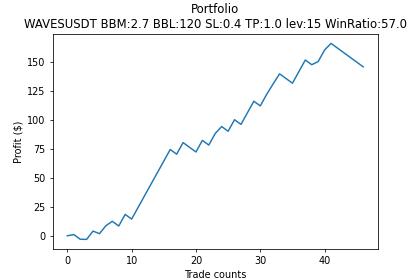 Portfolio
WAVESUSDT BBM:2.7 BBL:120 SL:0.4 TP:1.0 lev:15 WinRatio:57.0
150
125
100
75
50
25
0
Profit ($)
0 10 20 30 40
Trade counts